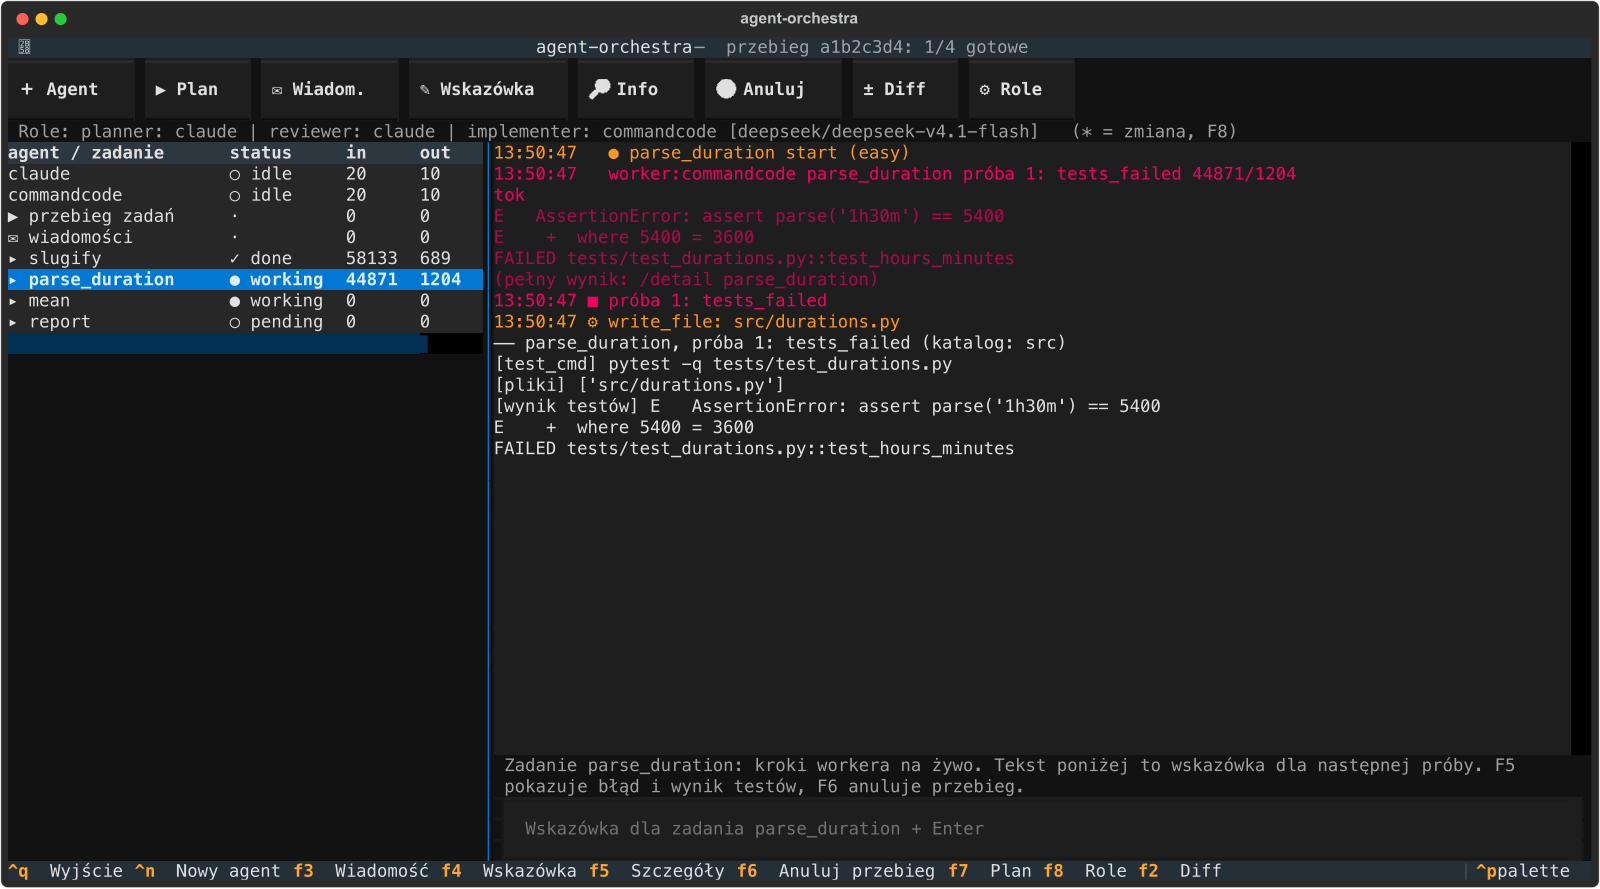 agent-orchestra
agent-orchestra— przebieg a1b2c3d4: 1/4 gotowe
+ Agent ▶ Plan ✉ Wiadom. ✎ Wskazówka 🔎 Info ⬤ Anuluj ± Diff ⚙ Role
Role: planner: claude | reviewer: claude | implementer: commandcode [deepseek/deepseek-v4.1-flash] (* = zmiana, F8)
agent / zadanie status in out
claude ○ idle 20 10
commandcode ○ idle 20 10
▶ przebieg zadań · 0 0
✉ wiadomości · 0 0
▸ slugify ✓ done 58133 689
▸ parse_duration ● working 44871 1204
▸ mean ● working 0 0
▸ report ○ pending 0 0
13:50:47 ● parse_duration start (easy)
13:50:47 worker:commandcode parse_duration próba 1: tests_failed 44871/1204
tok
E AssertionError: assert parse('1h30m') == 5400
E + where 5400 = 3600
FAILED tests/test_durations.py::test_hours_minutes
(pełny wynik: /detail parse_duration)
13:50:47 ■ próba 1: tests_failed
13:50:47 ⚙ write_file: src/durations.py
—— parse_duration, próba 1: tests_failed (katalog: src)
[test_cmd] pytest -q tests/test_durations.py
[pliki] ['src/durations.py']
[wynik testów] E AssertionError: assert parse('1h30m') == 5400
E + where 5400 = 3600
FAILED tests/test_durations.py::test_hours_minutes
Zadanie parse_duration: kroki workera na żywo. Tekst poniżej to wskazówka dla następnej próby. F5
pokazuje błąd i wynik testów, F6 anuluje przebieg.
Wskazówka dla zadania parse_duration + Enter
^q Wyjście ^n Nowy agent f3 Wiadomość f4 Wskazówka f5 Szczegóły f6 Anuluj przebieg f7 Plan f8 Role f2 Diff ^p palette